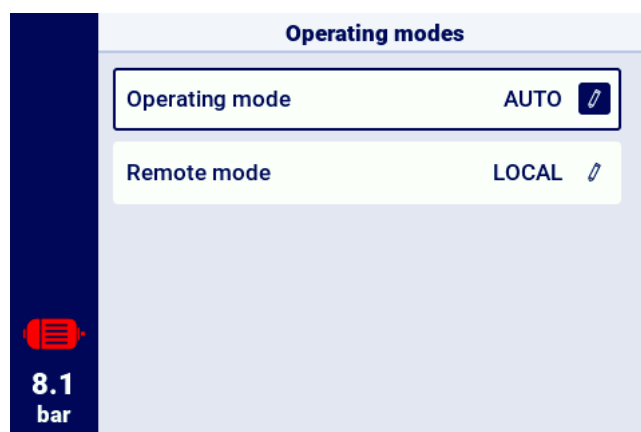 Operating modes
Operating mode AUTO
Remote mode LOCAL
8.1
bar